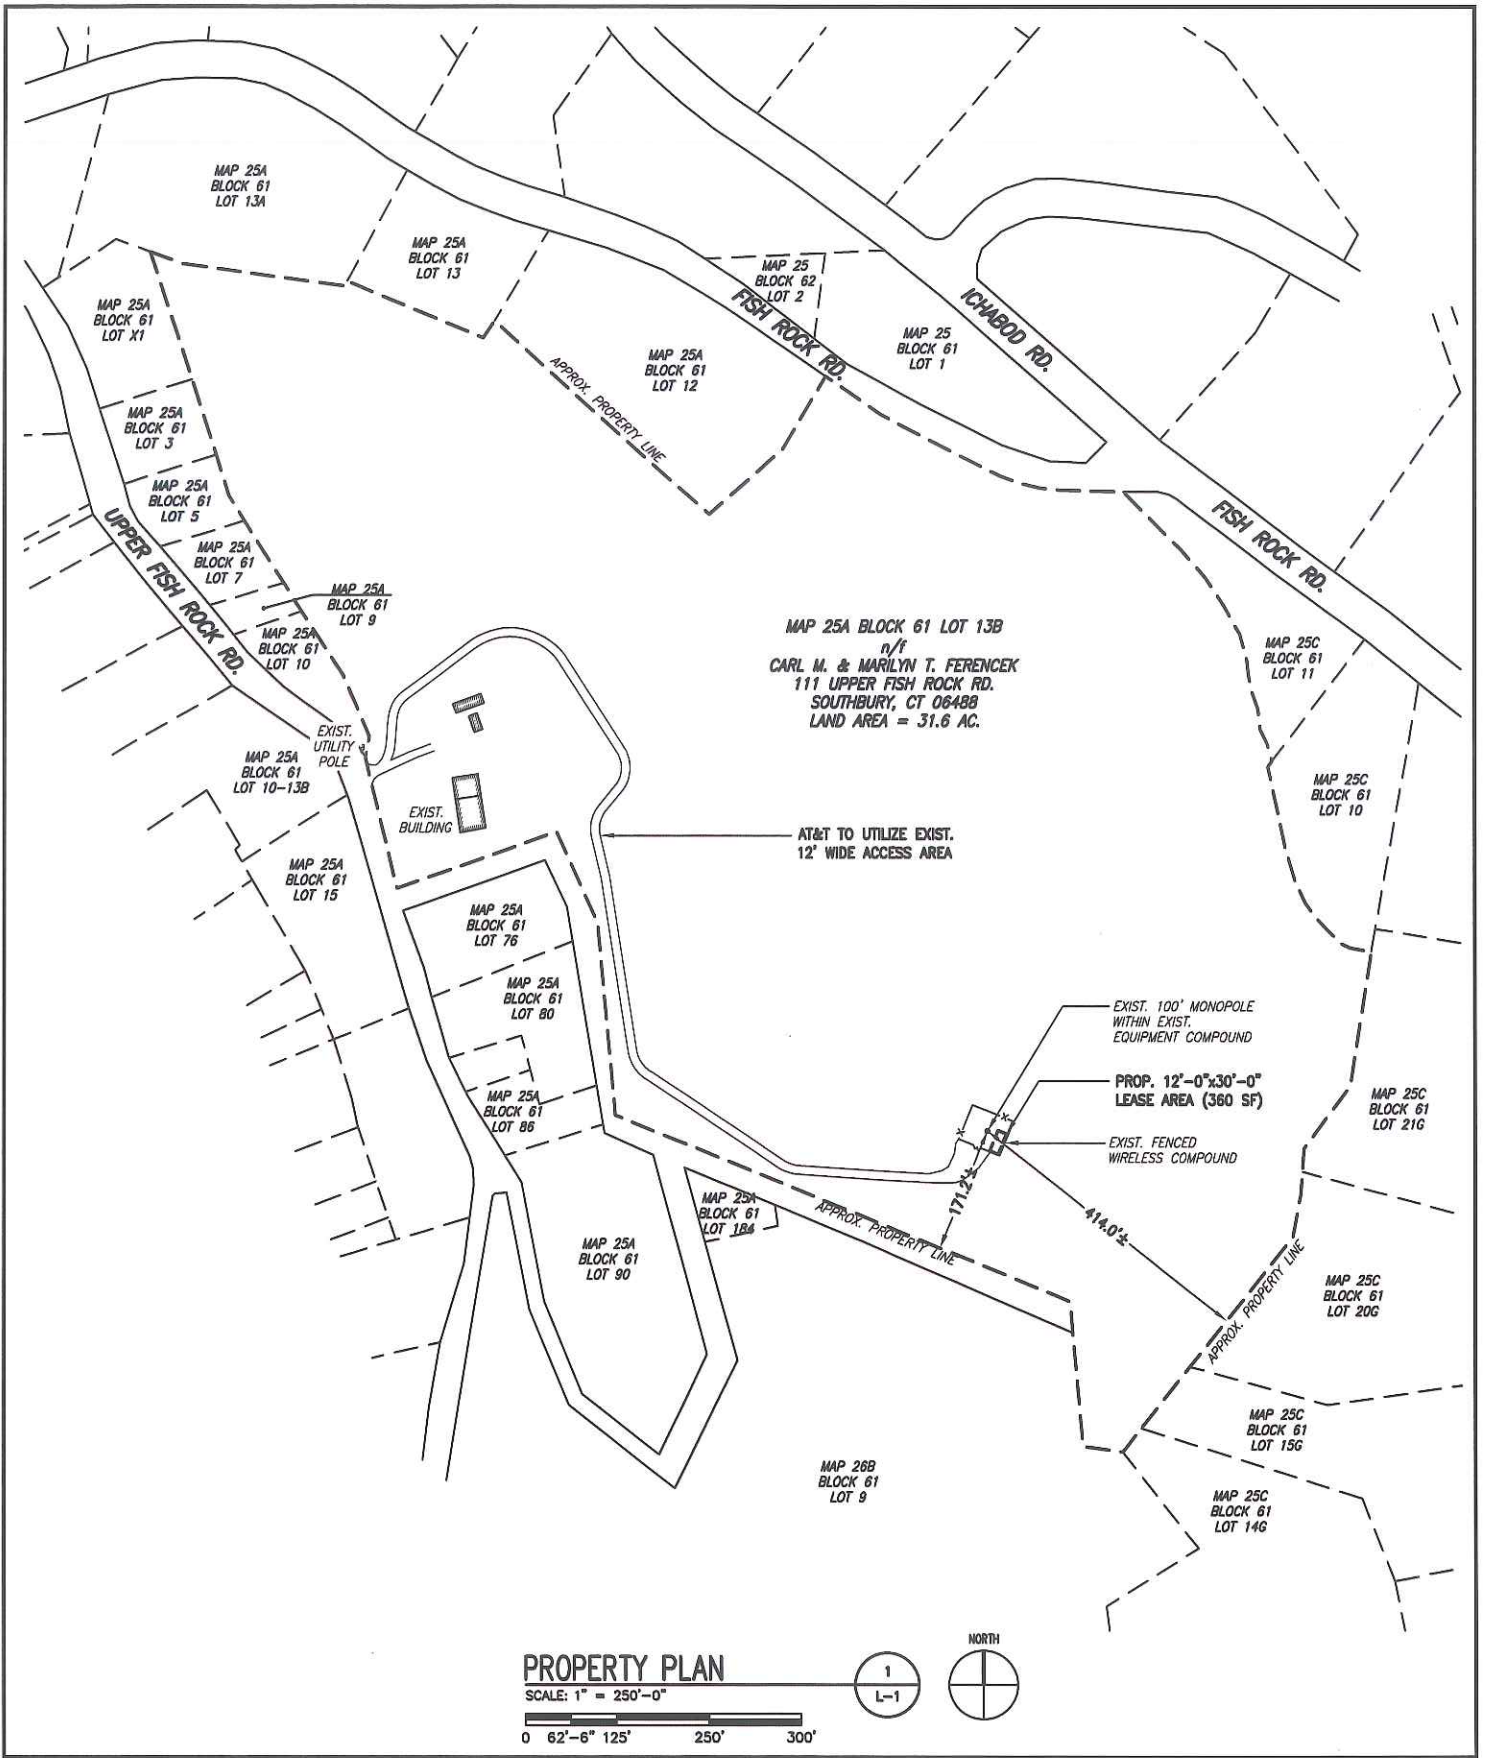 MAP 25A
BLOCK 61
LOT 13A
MAP 25A
BLOCK 61
LOT 13
MAP 25
BLOCK 62
LOT 2
FISH ROCK RD.
ICHABOD RD.
MAP 25
BLOCK 61
LOT 1
MAP 25A
BLOCK 61
LOT X1
MAP 25A
BLOCK 61
LOT 12
APPROX. PROPERTY LINE
MAP 25A
BLOCK 61
LOT 3
MAP 25A
BLOCK 61
LOT 5
UPPER FISH ROCK RD.
MAP 25A
BLOCK 61
LOT 7
MAP 25A
BLOCK 61
LOT 9
MAP 25A
BLOCK 61
LOT 10
FISH ROCK RD.
MAP 25A BLOCK 61 LOT 13B
n/f
CARL M. & MARILYN T. FERENCEK
111 UPPER FISH ROCK RD.
SOUTHBURY, CT 06488
LAND AREA = 31.6 AC.
MAP 25C
BLOCK 61
LOT 11
EXIST.
UTILITY
POLE
MAP 25A
BLOCK 61
LOT 10-13B
MAP 25C
BLOCK 61
LOT 10
EXIST.
BUILDING
AT&T TO UTILIZE EXIST.
12' WIDE ACCESS AREA
MAP 25A
BLOCK 61
LOT 15
MAP 25A
BLOCK 61
LOT 76
MAP 25A
BLOCK 61
LOT 80
EXIST. 100' MONOPOLE
WITHIN EXIST.
EQUIPMENT COMPOUND
PROP. 12'-0"x30'-0"
LEASE AREA (360 SF)
MAP 25A
BLOCK 61
LOT 86
MAP 25C
BLOCK 61
LOT 21G
EXIST. FENCED
WIRELESS COMPOUND
171.2'±
414.0'±
MAP 25A
BLOCK 61
LOT 184
APPROX. PROPERTY LINE
MAP 25A
BLOCK 61
LOT 90
APPROX. PROPERTY LINE
MAP 25C
BLOCK 61
LOT 20G
MAP 25C
BLOCK 61
LOT 15G
MAP 26B
BLOCK 61
LOT 9
MAP 25C
BLOCK 61
LOT 14G
PROPERTY PLAN
SCALE: 1" = 250'-0"
0 62'-6" 125' 250' 300'
1
L-1
NORTH